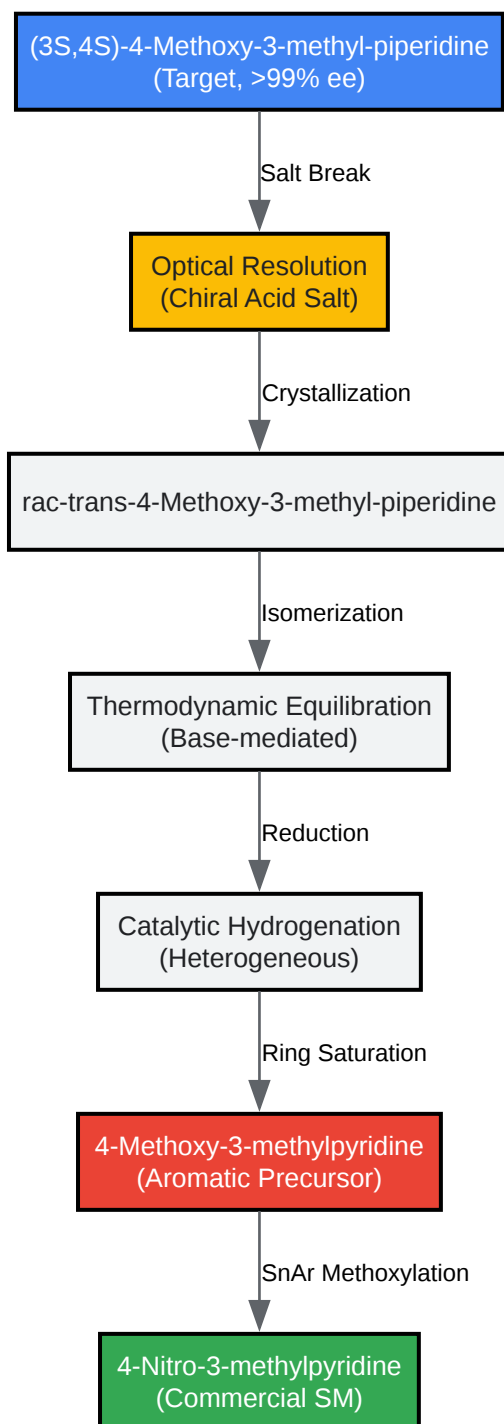 (3S,4S)-4-Methoxy-3-methyl-piperidine
(Target, >99% ee)
Salt Break
Optical Resolution
(Chiral Acid Salt)
Crystallization
rac-trans-4-Methoxy-3-methyl-piperidine
Isomerization
Thermodynamic Equilibration
(Base-mediated)
Reduction
Catalytic Hydrogenation
(Heterogeneous)
Ring Saturation
4-Methoxy-3-methylpyridine
(Aromatic Precursor)
SnAr Methoxylation
4-Nitro-3-methylpyridine
(Commercial SM)